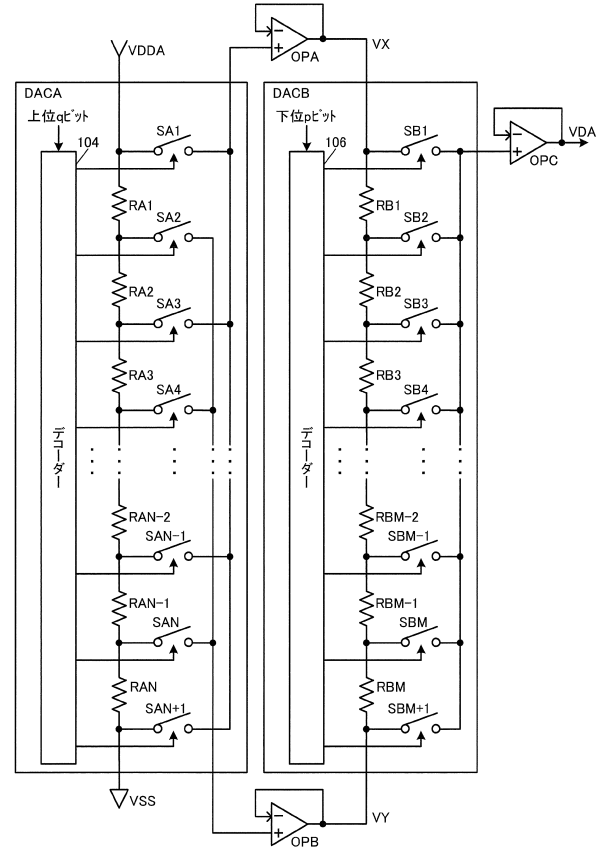 OPA
VX
VDDA
DACA
上位qビット
104
SA1
RA1
SA2
RA2
SA3
RA3
SA4
デコーダー
RAN-2
SAN-1
RAN-1
SAN
RAN
SAN+1
VSS
DACB
下位pビット
106
SB1
RB1
SB2
RB2
SB3
RB3
SB4
デコーダー
RBM-2
SBM-1
RBM-1
SBM
RBM
SBM+1
OPB
VY
OPC
VDA